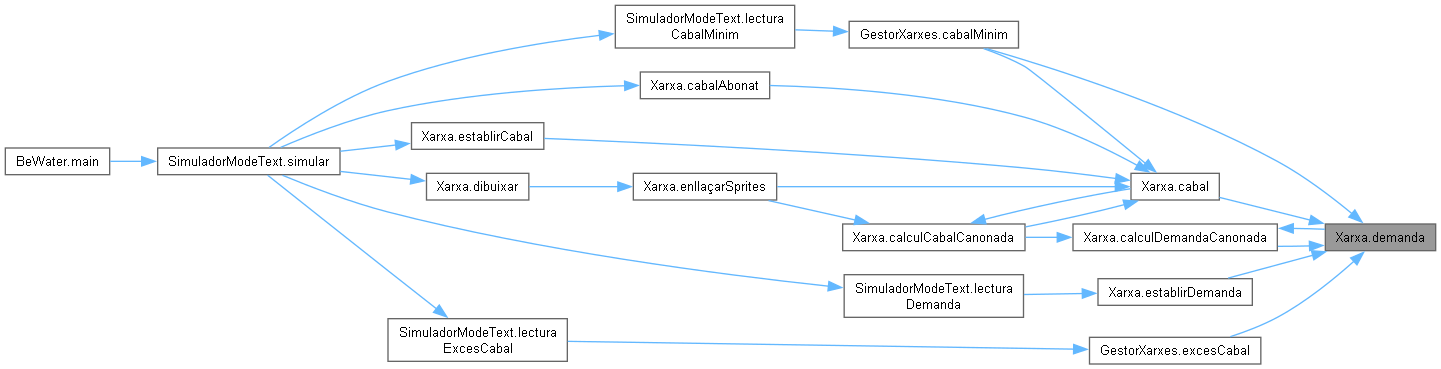 SimuladorModeText.lectura
CabalMinim
GestorXarxes.cabalMinim
Xarxa.cabalAbonat
Xarxa.establirCabal
BeWater.main
SimuladorModeText.simular
Xarxa.dibuixar
Xarxa.enllaçarSprites
Xarxa.cabal
Xarxa.calculCabalCanonada
Xarxa.calculDemandaCanonada
Xarxa.demanda
SimuladorModeText.lectura
Demanda
Xarxa.establirDemanda
SimuladorModeText.lectura
ExcesCabal
GestorXarxes.excesCabal